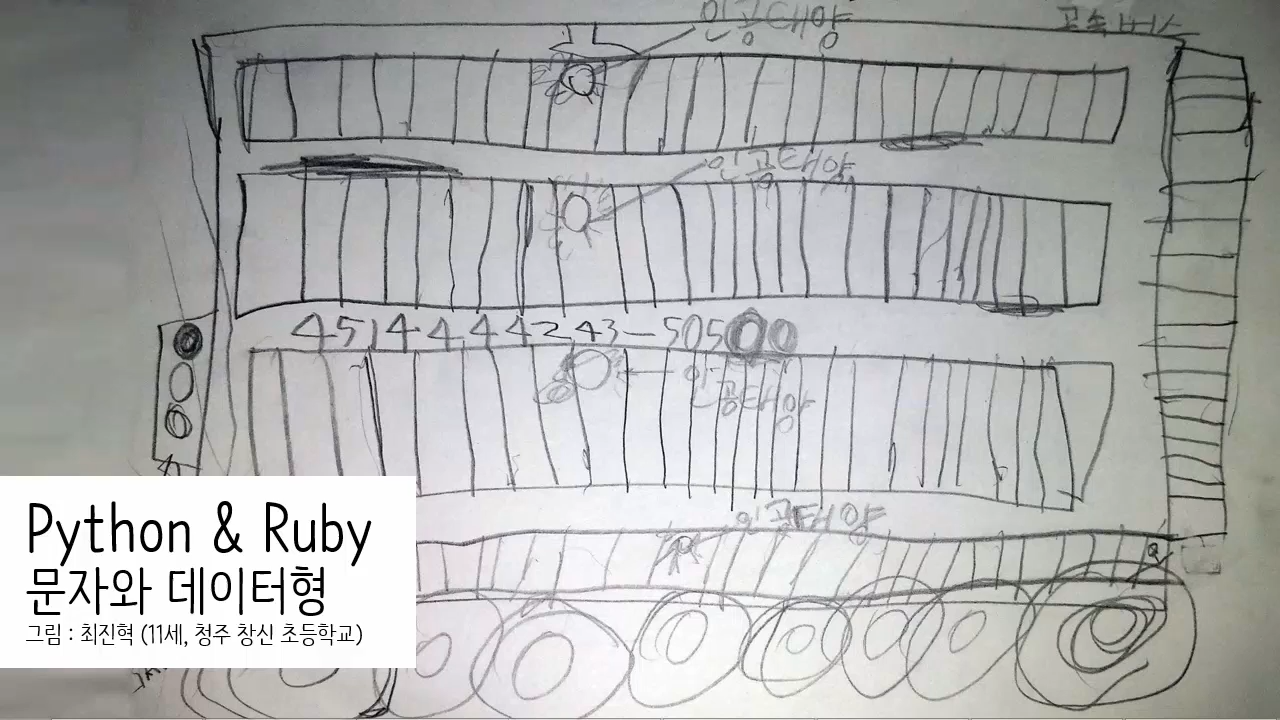 인공태양
고속버스
인공태양
4514444243-50500
인공태양
인공태양
Python & Ruby
문자와 데이터형
그림 : 최진혁 (11세, 청주 창신 초등학교)